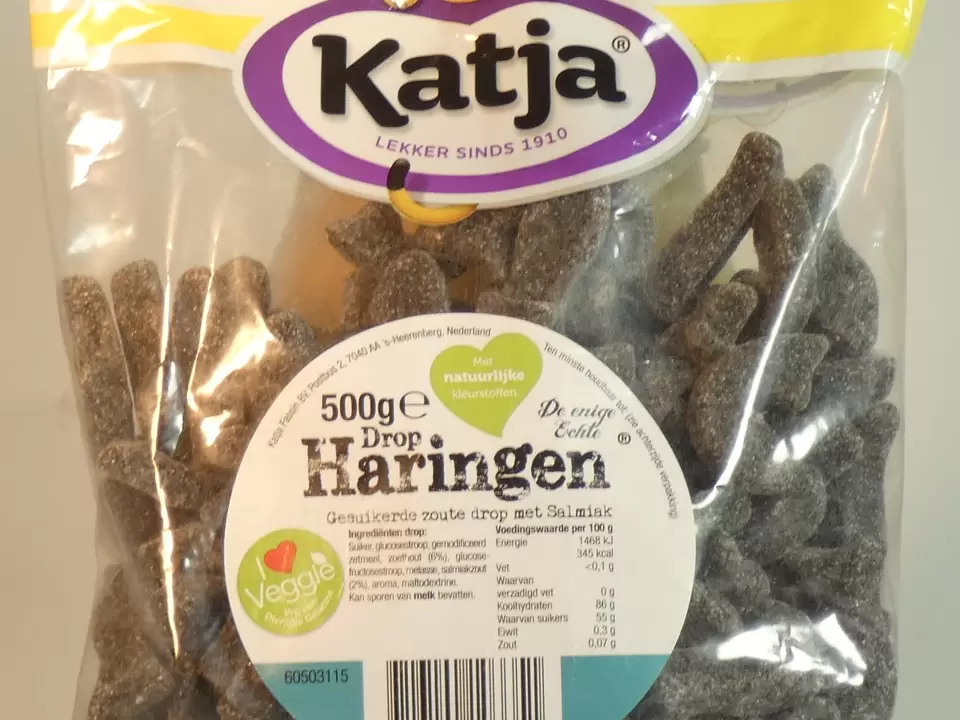 Katja®
LEKKER SINDS 1910
Katja Fassin BV, Postbus 2, 7040 AA 's-Heerenberg, Nederland
Ten minste houdbaar tot: (zie achterzijde verpakking)
Met
natuurlijke
kleurstoffen
500g e
De enige
Echte
Drop
Haringen®
Gesuikerde zoute drop met Salmiak
Ingrediënten drop:
Suiker, glucosestroop, gemodificeerd
zetmeel, zoethout (6%), glucose-
fructosestroop, melasse, salmiakzout
(2%), aroma, maltodextrine.
Kan sporen van melk bevatten.
Voedingswaarde per 100 g
Energie 1468 kJ
345 kcal
Vet <0,1 g
Waarvan
verzadigd vet 0 g
Koolhydraten 86 g
Waarvan suikers 55 g
Eiwit 0,3 g
Zout 0,07 g
I
Veggie
Vrij van
Dierlijke Gelatine
60503115